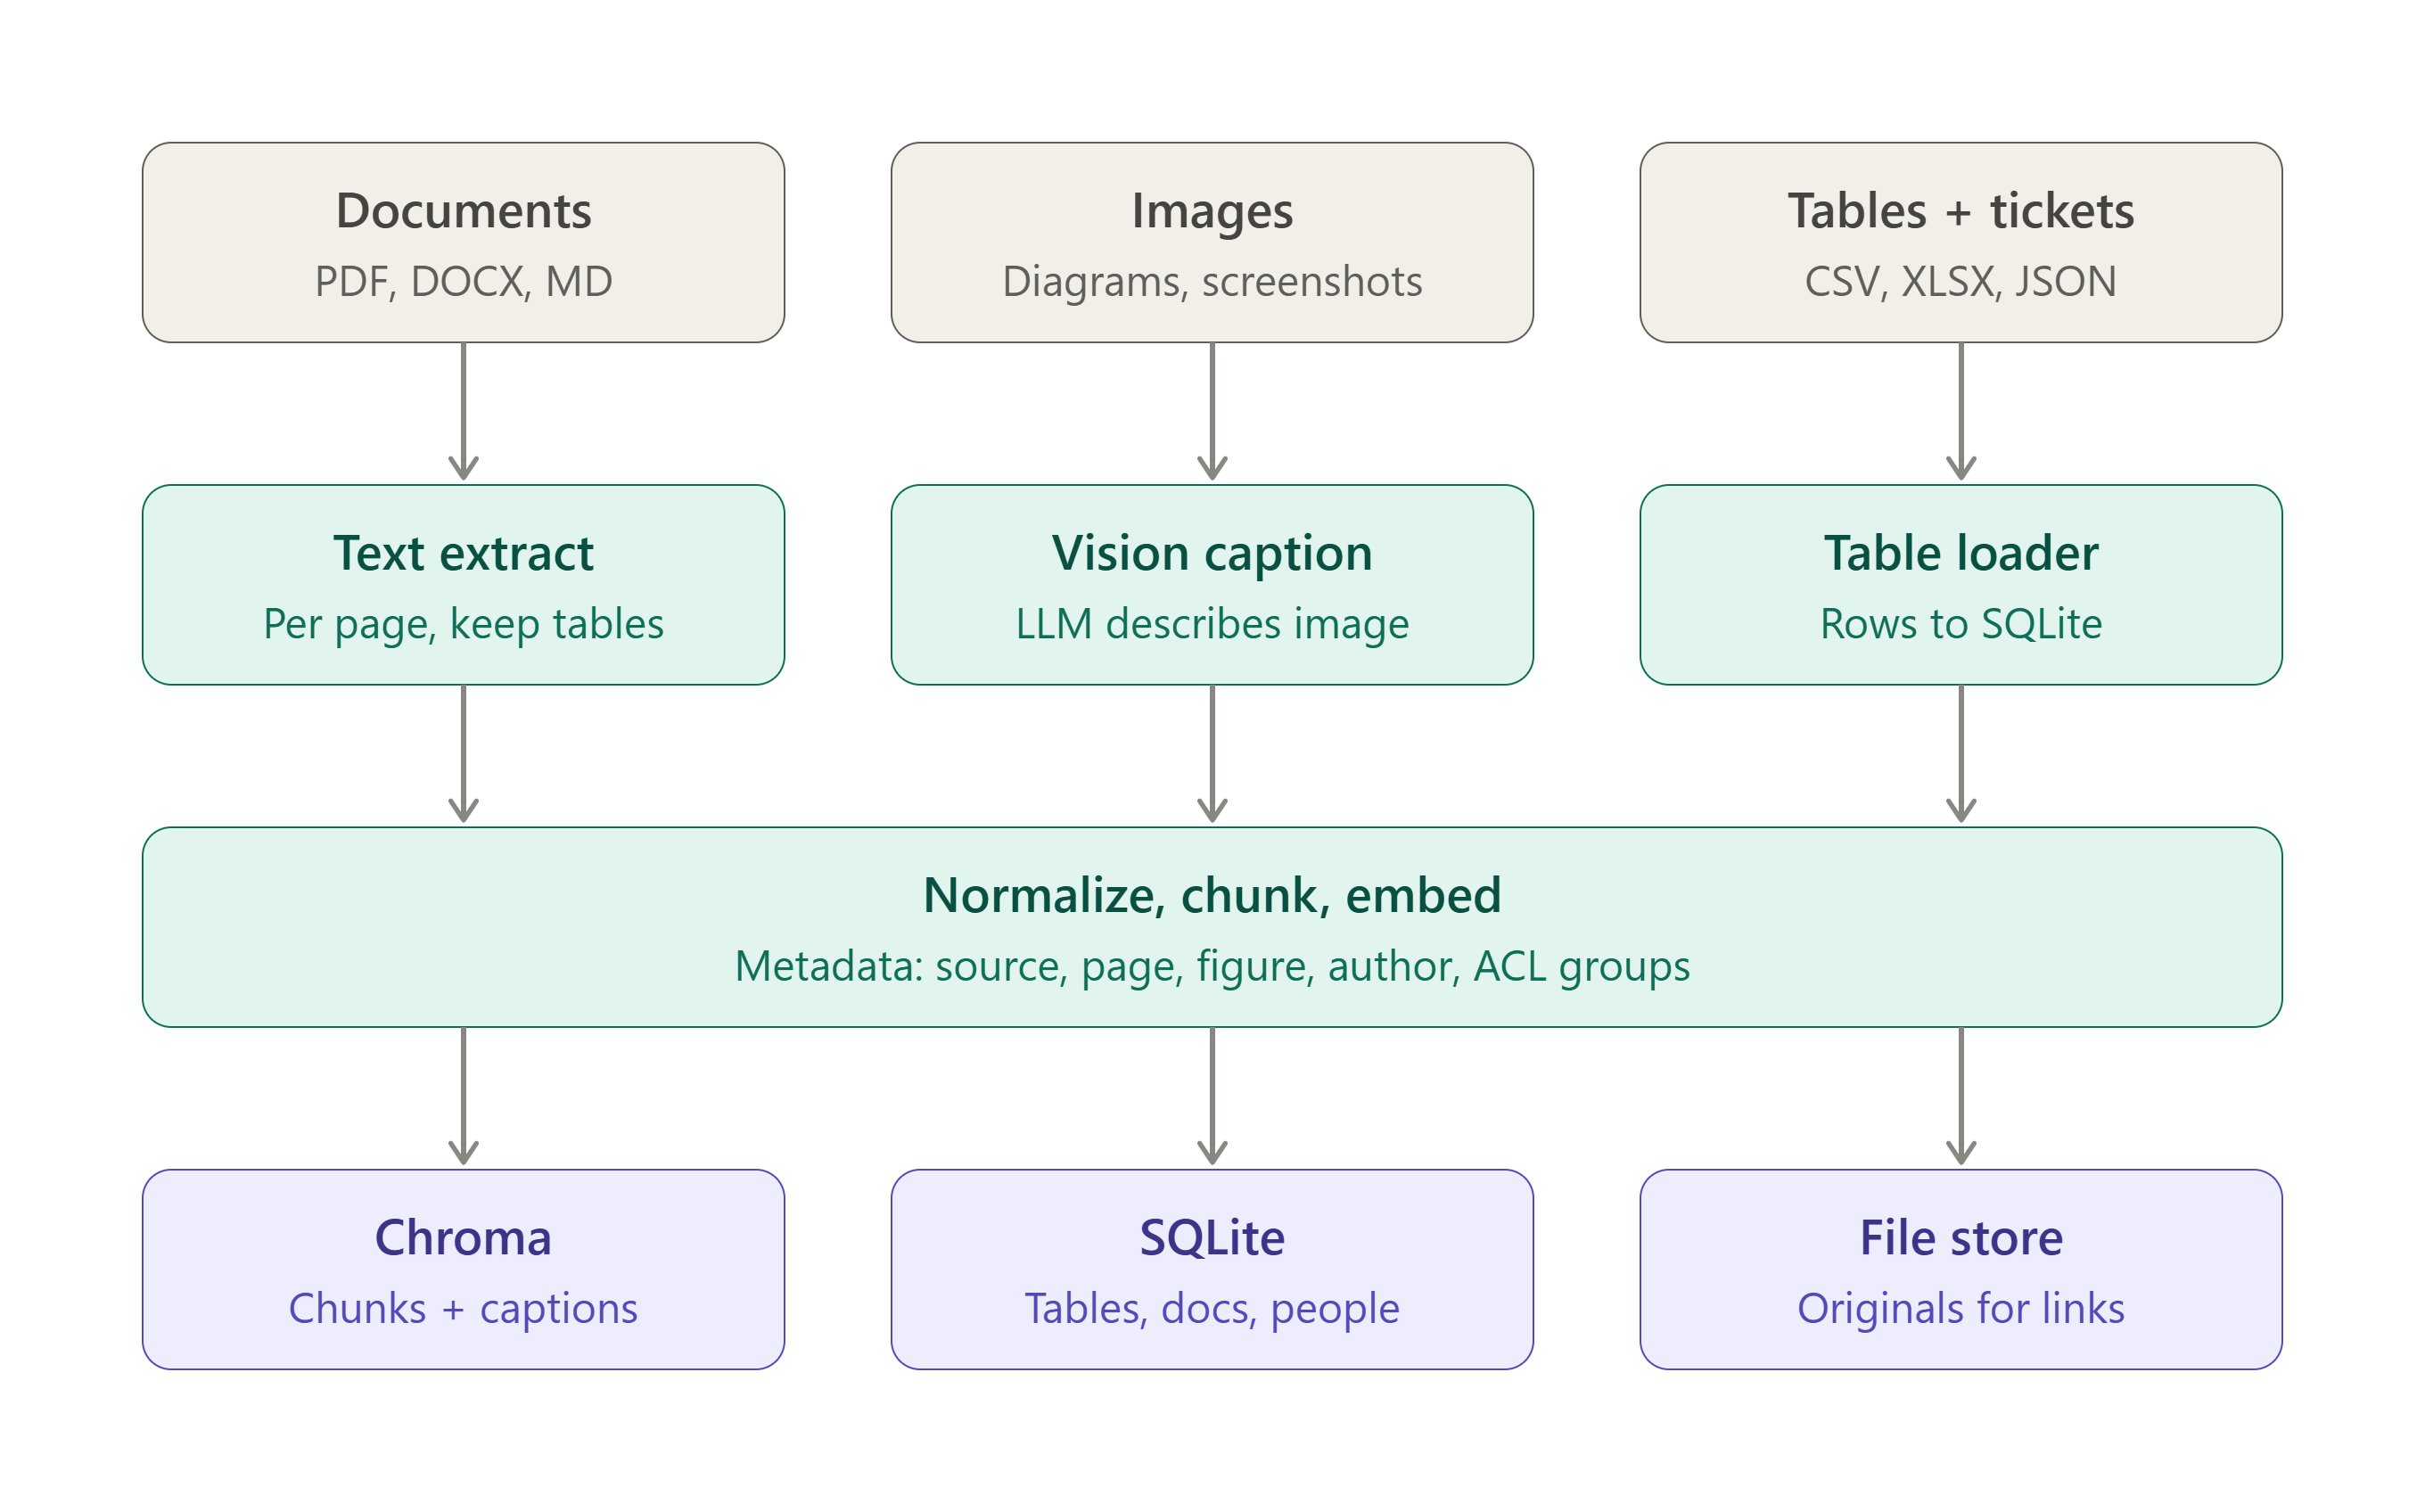 Documents
PDF, DOCX, MD
Images
Diagrams, screenshots
Tables + tickets
CSV, XLSX, JSON
Text extract
Per page, keep tables
Vision caption
LLM describes image
Table loader
Rows to SQLite
Normalize, chunk, embed
Metadata: source, page, figure, author, ACL groups
Chroma
Chunks + captions
SQLite
Tables, docs, people
File store
Originals for links